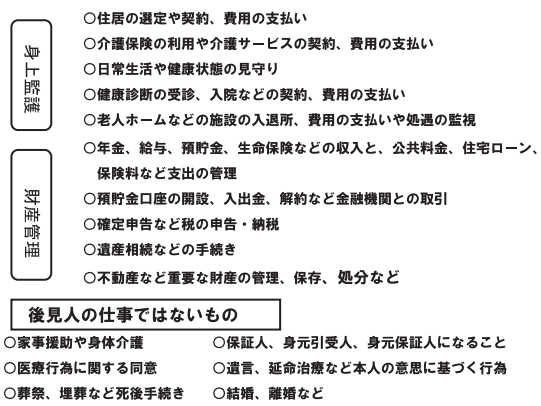 身上監護
○住居の選定や契約、費用の支払い
○介護保険の利用や介護サービスの契約、費用の支払い
○日常生活や健康状態の見守り
○健康診断の受診、入院などの契約、費用の支払い
○老人ホームなどの施設の入退所、費用の支払いや処遇の監視
財産管理
○年金、給与、預貯金、生命保険などの収入と、公共料金、住宅ローン、
保険料など支出の管理
○預貯金口座の開設、入出金、解約など金融機関との取引
○確定申告など税の申告・納税
○遺産相続などの手続き
○不動産など重要な財産の管理、保存、処分など
後見人の仕事ではないもの
○家事援助や身体介護
○医療行為に関する同意
○葬祭、埋葬など死後手続き
○保証人、身元引受人、身元保証人になること
○遺言、延命治療など本人の意思に基づく行為
○結婚、離婚など